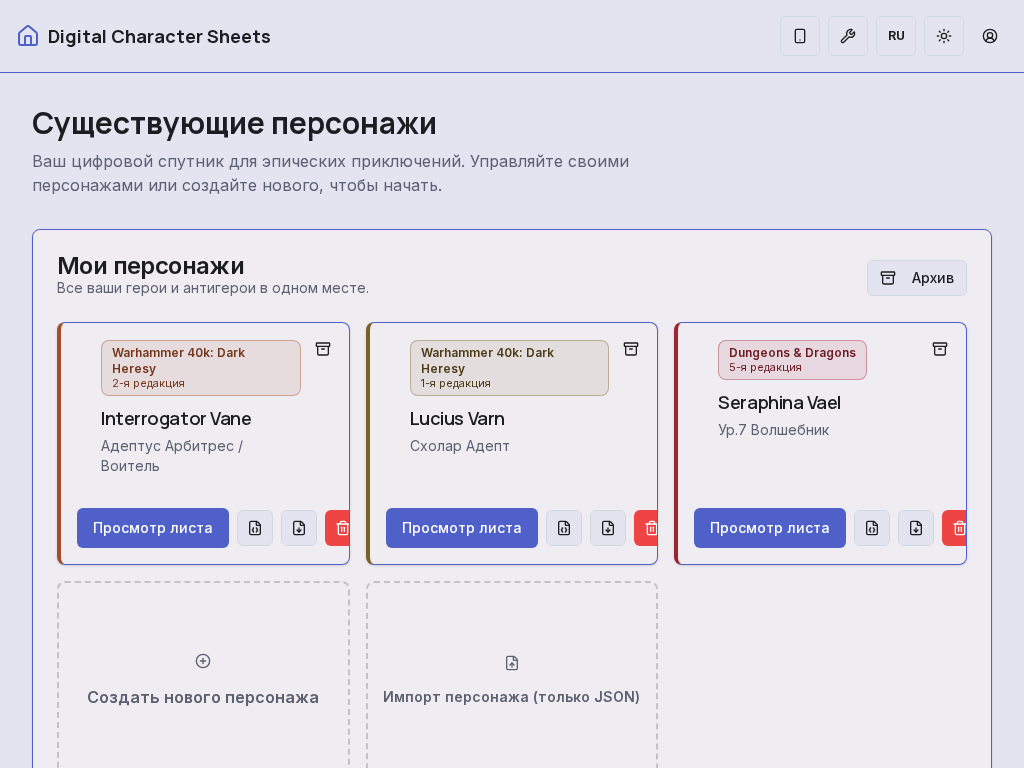 Digital Character Sheets
RU
Существующие персонажи
Ваш цифровой спутник для эпических приключений. Управляйте своими
персонажами или создайте нового, чтобы начать.
Мои персонажи
Все ваши герои и антигерои в одном месте.
Архив
Warhammer 40k: Dark
Heresy
2-я редакция
Interrogator Vane
Адептус Арбитрес /
Воитель
Просмотр листа
Warhammer 40k: Dark
Heresy
1-я редакция
Lucius Varn
Схолар Адепт
Просмотр листа
Dungeons & Dragons
5-я редакция
Seraphina Vael
Ур.7 Волшебник
Просмотр листа
Создать нового персонажа
Импорт персонажа (только JSON)